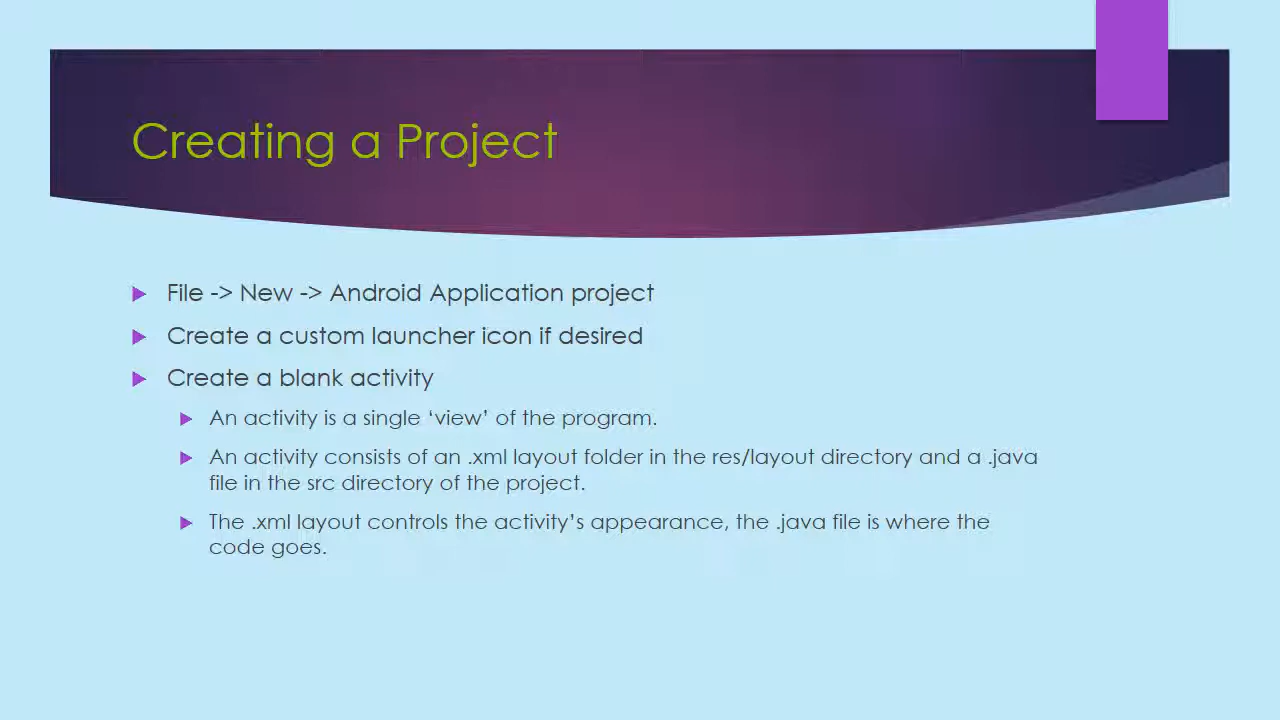 Creating a Project
File -> New -> Android Application project
Create a custom launcher icon if desired
Create a blank activity
An activity is a single ‘view’ of the program.
An activity consists of an .xml layout folder in the res/layout directory and a .java
file in the src directory of the project.
The .xml layout controls the activity’s appearance, the .java file is where the
code goes.